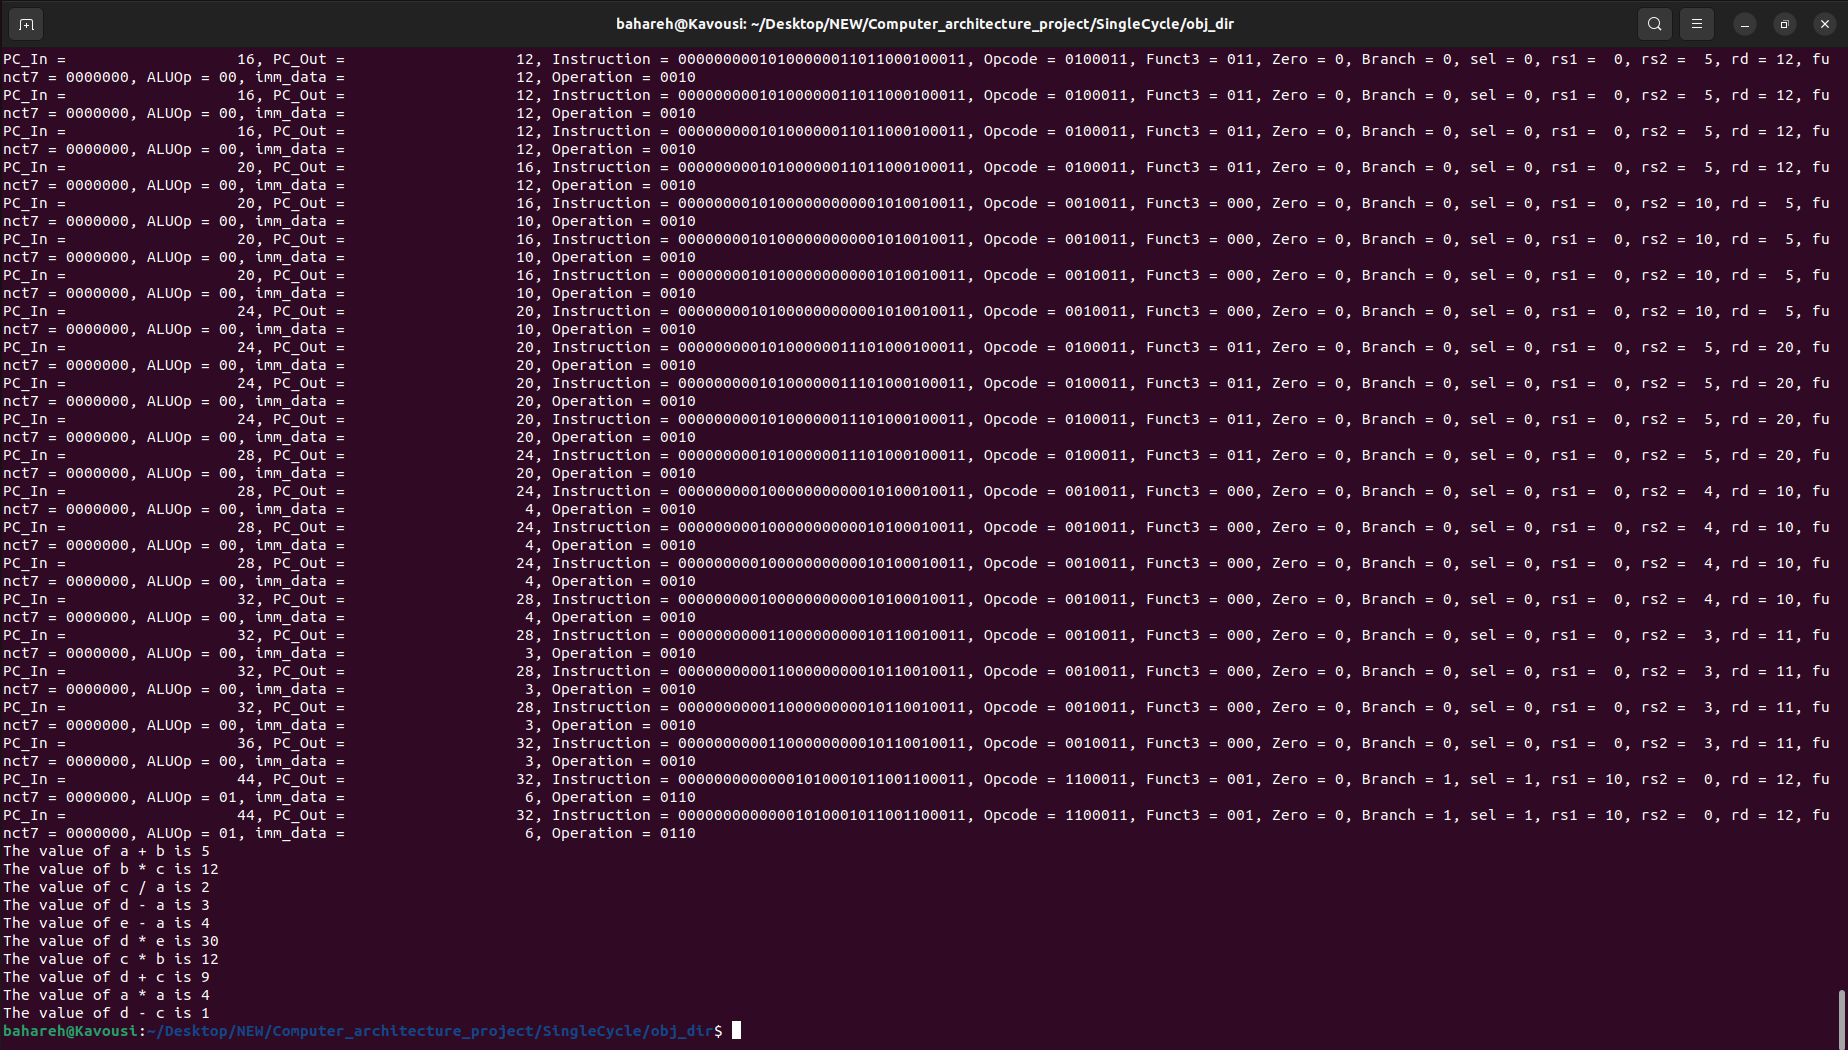 bahareh@Kavousi: ~/Desktop/NEW/Computer_architecture_project/SingleCycle/obj_dir
PC_In =                   16, PC_Out =                   12, Instruction = 00000000010100000011011000100011, Opcode = 0100011, Funct3 = 011, Zero = 0, Branch = 0, sel = 0, rs1 =  0, rs2 =  5, rd = 12, fu
nct7 = 0000000, ALUOp = 00, imm_data =                   12, Operation = 0010
PC_In =                   16, PC_Out =                   12, Instruction = 00000000010100000011011000100011, Opcode = 0100011, Funct3 = 011, Zero = 0, Branch = 0, sel = 0, rs1 =  0, rs2 =  5, rd = 12, fu
nct7 = 0000000, ALUOp = 00, imm_data =                   12, Operation = 0010
PC_In =                   16, PC_Out =                   12, Instruction = 00000000010100000011011000100011, Opcode = 0100011, Funct3 = 011, Zero = 0, Branch = 0, sel = 0, rs1 =  0, rs2 =  5, rd = 12, fu
nct7 = 0000000, ALUOp = 00, imm_data =                   12, Operation = 0010
PC_In =                   20, PC_Out =                   16, Instruction = 00000000010100000011011000100011, Opcode = 0100011, Funct3 = 011, Zero = 0, Branch = 0, sel = 0, rs1 =  0, rs2 =  5, rd = 12, fu
nct7 = 0000000, ALUOp = 00, imm_data =                   12, Operation = 0010
PC_In =                   20, PC_Out =                   16, Instruction = 00000000101000000000001010010011, Opcode = 0010011, Funct3 = 000, Zero = 0, Branch = 0, sel = 0, rs1 =  0, rs2 = 10, rd =  5, fu
nct7 = 0000000, ALUOp = 00, imm_data =                   10, Operation = 0010
PC_In =                   20, PC_Out =                   16, Instruction = 00000000101000000000001010010011, Opcode = 0010011, Funct3 = 000, Zero = 0, Branch = 0, sel = 0, rs1 =  0, rs2 = 10, rd =  5, fu
nct7 = 0000000, ALUOp = 00, imm_data =                   10, Operation = 0010
PC_In =                   20, PC_Out =                   16, Instruction = 00000000101000000000001010010011, Opcode = 0010011, Funct3 = 000, Zero = 0, Branch = 0, sel = 0, rs1 =  0, rs2 = 10, rd =  5, fu
nct7 = 0000000, ALUOp = 00, imm_data =                   10, Operation = 0010
PC_In =                   24, PC_Out =                   20, Instruction = 00000000101000000000001010010011, Opcode = 0010011, Funct3 = 000, Zero = 0, Branch = 0, sel = 0, rs1 =  0, rs2 = 10, rd =  5, fu
nct7 = 0000000, ALUOp = 00, imm_data =                   10, Operation = 0010
PC_In =                   24, PC_Out =                   20, Instruction = 00000000010100000011101000100011, Opcode = 0100011, Funct3 = 011, Zero = 0, Branch = 0, sel = 0, rs1 =  0, rs2 =  5, rd = 20, fu
nct7 = 0000000, ALUOp = 00, imm_data =                   20, Operation = 0010
PC_In =                   24, PC_Out =                   20, Instruction = 00000000010100000011101000100011, Opcode = 0100011, Funct3 = 011, Zero = 0, Branch = 0, sel = 0, rs1 =  0, rs2 =  5, rd = 20, fu
nct7 = 0000000, ALUOp = 00, imm_data =                   20, Operation = 0010
PC_In =                   24, PC_Out =                   20, Instruction = 00000000010100000011101000100011, Opcode = 0100011, Funct3 = 011, Zero = 0, Branch = 0, sel = 0, rs1 =  0, rs2 =  5, rd = 20, fu
nct7 = 0000000, ALUOp = 00, imm_data =                   20, Operation = 0010
PC_In =                   28, PC_Out =                   24, Instruction = 00000000010100000011101000100011, Opcode = 0100011, Funct3 = 011, Zero = 0, Branch = 0, sel = 0, rs1 =  0, rs2 =  5, rd = 20, fu
nct7 = 0000000, ALUOp = 00, imm_data =                   20, Operation = 0010
PC_In =                   28, PC_Out =                   24, Instruction = 00000000010000000000010100010011, Opcode = 0010011, Funct3 = 000, Zero = 0, Branch = 0, sel = 0, rs1 =  0, rs2 =  4, rd = 10, fu
nct7 = 0000000, ALUOp = 00, imm_data =                    4, Operation = 0010
PC_In =                   28, PC_Out =                   24, Instruction = 00000000010000000000010100010011, Opcode = 0010011, Funct3 = 000, Zero = 0, Branch = 0, sel = 0, rs1 =  0, rs2 =  4, rd = 10, fu
nct7 = 0000000, ALUOp = 00, imm_data =                    4, Operation = 0010
PC_In =                   28, PC_Out =                   24, Instruction = 00000000010000000000010100010011, Opcode = 0010011, Funct3 = 000, Zero = 0, Branch = 0, sel = 0, rs1 =  0, rs2 =  4, rd = 10, fu
nct7 = 0000000, ALUOp = 00, imm_data =                    4, Operation = 0010
PC_In =                   32, PC_Out =                   28, Instruction = 00000000010000000000010100010011, Opcode = 0010011, Funct3 = 000, Zero = 0, Branch = 0, sel = 0, rs1 =  0, rs2 =  4, rd = 10, fu
nct7 = 0000000, ALUOp = 00, imm_data =                    4, Operation = 0010
PC_In =                   32, PC_Out =                   28, Instruction = 00000000001100000000010110010011, Opcode = 0010011, Funct3 = 000, Zero = 0, Branch = 0, sel = 0, rs1 =  0, rs2 =  3, rd = 11, fu
nct7 = 0000000, ALUOp = 00, imm_data =                    3, Operation = 0010
PC_In =                   32, PC_Out =                   28, Instruction = 00000000001100000000010110010011, Opcode = 0010011, Funct3 = 000, Zero = 0, Branch = 0, sel = 0, rs1 =  0, rs2 =  3, rd = 11, fu
nct7 = 0000000, ALUOp = 00, imm_data =                    3, Operation = 0010
PC_In =                   32, PC_Out =                   28, Instruction = 00000000001100000000010110010011, Opcode = 0010011, Funct3 = 000, Zero = 0, Branch = 0, sel = 0, rs1 =  0, rs2 =  3, rd = 11, fu
nct7 = 0000000, ALUOp = 00, imm_data =                    3, Operation = 0010
PC_In =                   36, PC_Out =                   32, Instruction = 00000000001100000000010110010011, Opcode = 0010011, Funct3 = 000, Zero = 0, Branch = 0, sel = 0, rs1 =  0, rs2 =  3, rd = 11, fu
nct7 = 0000000, ALUOp = 00, imm_data =                    3, Operation = 0010
PC_In =                   44, PC_Out =                   32, Instruction = 00000000000001010001011001100011, Opcode = 1100011, Funct3 = 001, Zero = 0, Branch = 1, sel = 1, rs1 = 10, rs2 =  0, rd = 12, fu
nct7 = 0000000, ALUOp = 01, imm_data =                    6, Operation = 0110
PC_In =                   44, PC_Out =                   32, Instruction = 00000000000001010001011001100011, Opcode = 1100011, Funct3 = 001, Zero = 0, Branch = 1, sel = 1, rs1 = 10, rs2 =  0, rd = 12, fu
nct7 = 0000000, ALUOp = 01, imm_data =                    6, Operation = 0110
The value of a + b is 5
The value of b * c is 12
The value of c / a is 2
The value of d - a is 3
The value of e - a is 4
The value of d * e is 30
The value of c * b is 12
The value of d + c is 9
The value of a * a is 4
The value of d - c is 1
bahareh@Kavousi:~/Desktop/NEW/Computer_architecture_project/SingleCycle/obj_dir$